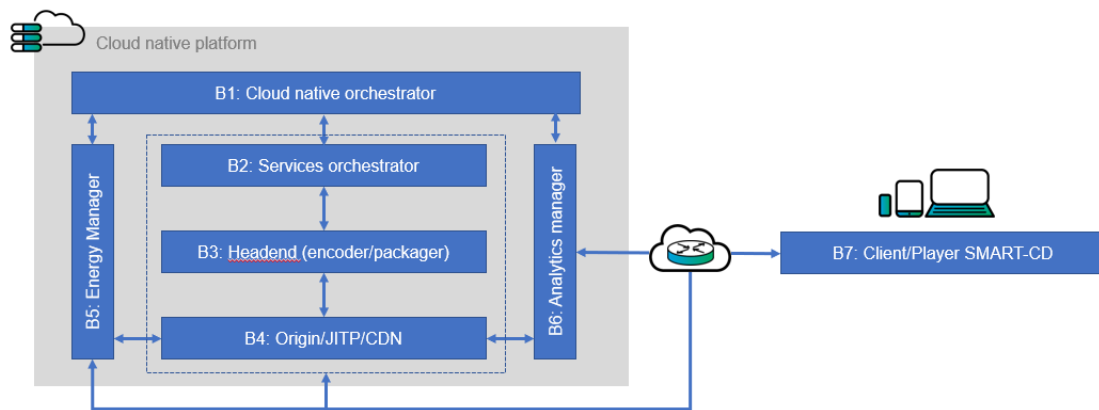 Cloud native platform
B1: Cloud native orchestrator
B2: Services orchestrator
B3: Headend (encoder/packager)
B4: Origin/JITP/CDN
B5: Energy Manager
B6: Analytics manager
B7: Client/Player SMART-CD